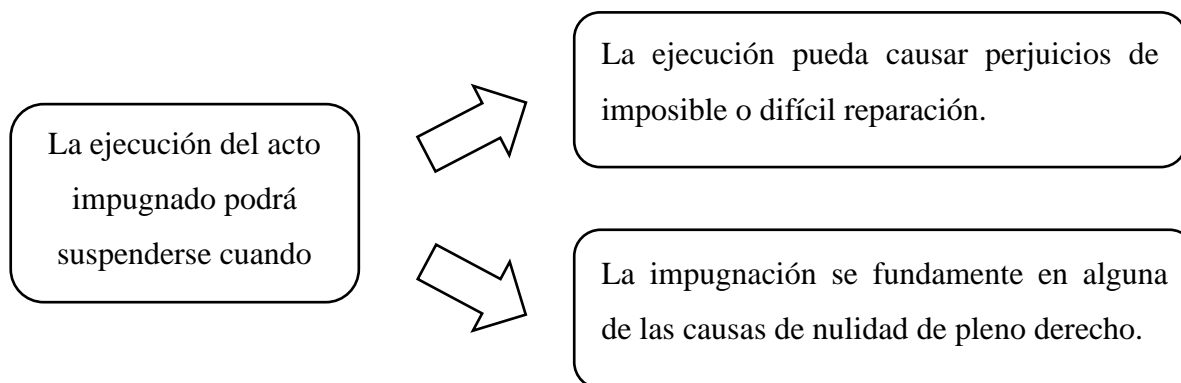 La ejecución del acto
impugnado podrá
suspenderse cuando
La ejecución pueda causar perjuicios de
imposible o difícil reparación.
La impugnación se fundamente en alguna
de las causas de nulidad de pleno derecho.